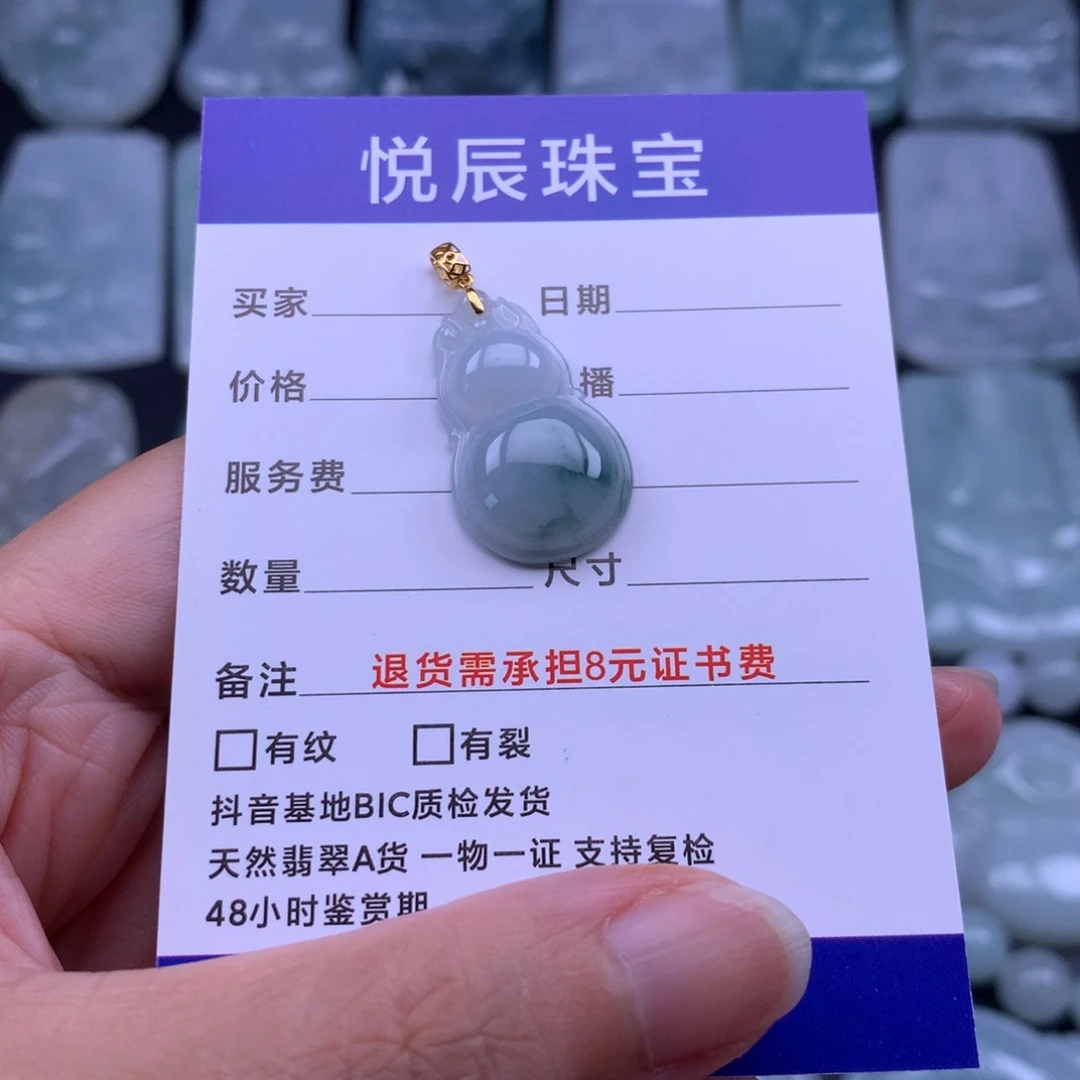 悦辰珠宝
买家 日期
价格 播
服务费
数量 尺寸
备注 退货需承担8元证书费
有纹 有裂
抖音基地BIC质检发货
天然翡翠A货 一物一证 支持复检
48小时鉴赏期